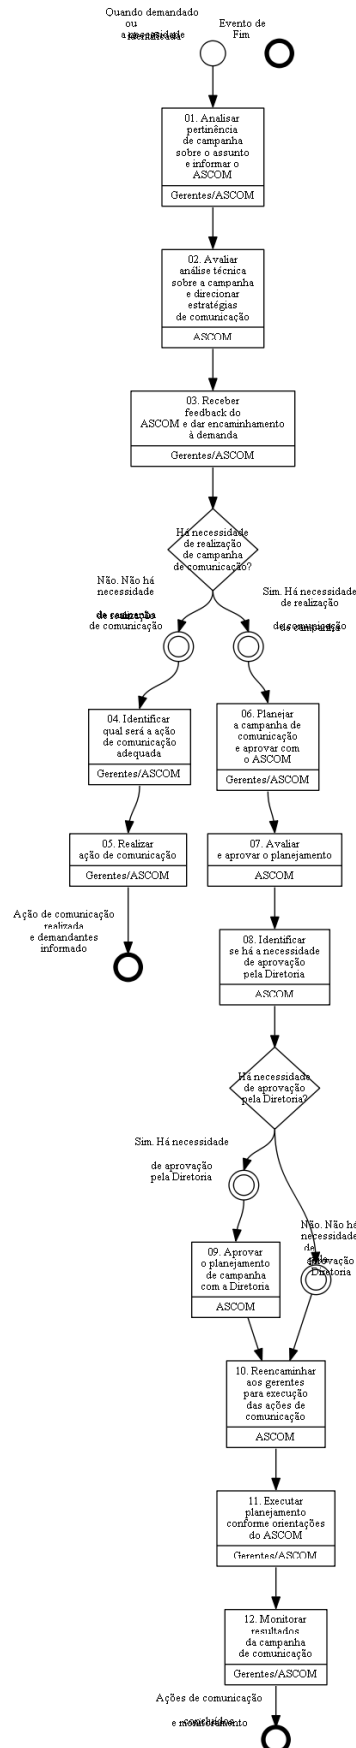 Quando demandado
ou
a necessidade
identificada
Evento de
Fim
01. Analisar
pertinência
de campanha
sobre o assunto
e informar o
ASCOM
Gerentes/ASCOM
02. Avaliar
análise técnica
sobre a campanha
e direcionar
estratégias
de comunicação
ASCOM
03. Receber
feedback do
ASCOM e dar encaminhamento
à demanda
Gerentes/ASCOM
Há necessidade
de realização
de campanha
de comunicação?
Não. Não há
necessidade
de comunicação
Sim. Há necessidade
de realização
04. Identificar
qual será a ação
de comunicação
adequada
Gerentes/ASCOM
06. Planejar
a campanha de
comunicação
e aprovar com
o ASCOM
Gerentes/ASCOM
05. Realizar
ação de comunicação
Gerentes/ASCOM
07. Avaliar
e aprovar o planejamento
ASCOM
Ação de comunicação
realizada
e demandantes
informado
08. Identificar
se há a necessidade
de aprovação
pela Diretoria
ASCOM
Há necessidade
de aprovação
pela Diretoria?
Sim. Há necessidade
de aprovação
pela Diretoria
Não. Não há
necessidade
de
aprovação
Diretoria
09. Aprovar
o planejamento
de campanha
com a Diretoria
ASCOM
10. Reencaminhar
aos gerentes
para execução
das ações de
comunicação
ASCOM
11. Executar
planejamento
conforme orientações
do ASCOM
Gerentes/ASCOM
12. Monitorar
resultados
da campanha
de comunicação
Gerentes/ASCOM
Ações de comunicação
e monitoramento
concluídos